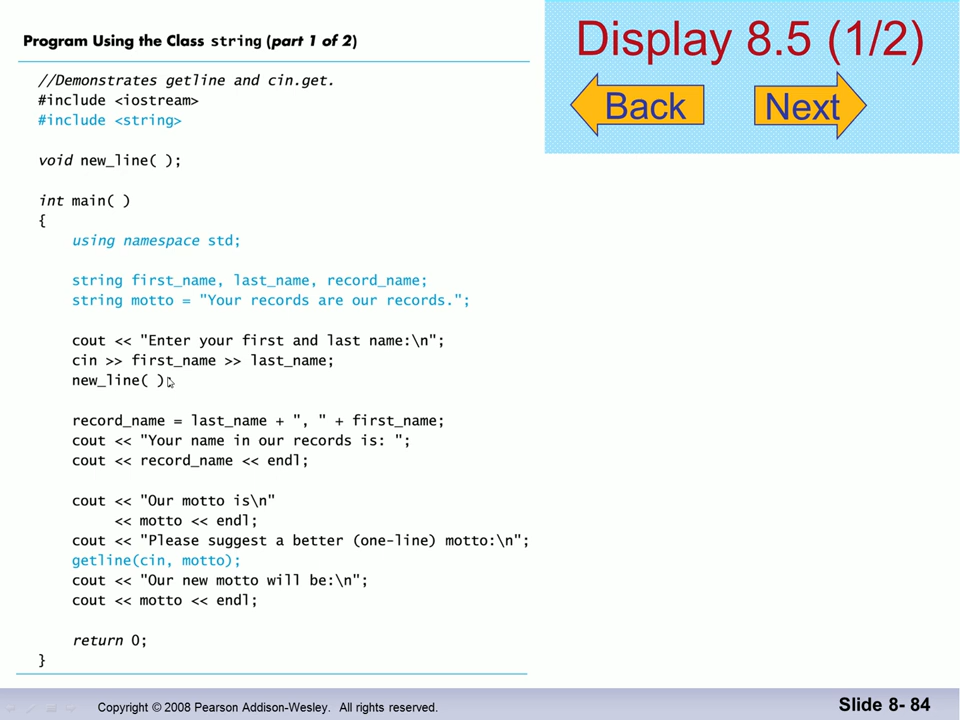 Program Using the Class string (part 1 of 2)
Display 8.5 (1/2)
Back
Next
//Demonstrates getline and cin.get.
#include <iostream>
#include <string>
void new_line( );
int main( )
{
using namespace std;
string first_name, last_name, record_name;
string motto = "Your records are our records.";
cout << "Enter your first and last name:\n";
cin >> first_name >> last_name;
new_line( );
record_name = last_name + ", " + first_name;
cout << "Your name in our records is: ";
cout << record_name << endl;
cout << "Our motto is\n"
<< motto << endl;
cout << "Please suggest a better (one-line) motto:\n";
getline(cin, motto);
cout << "Our new motto will be:\n";
cout << motto << endl;
return 0;
}
Copyright © 2008 Pearson Addison-Wesley. All rights reserved.
Slide 8- 84